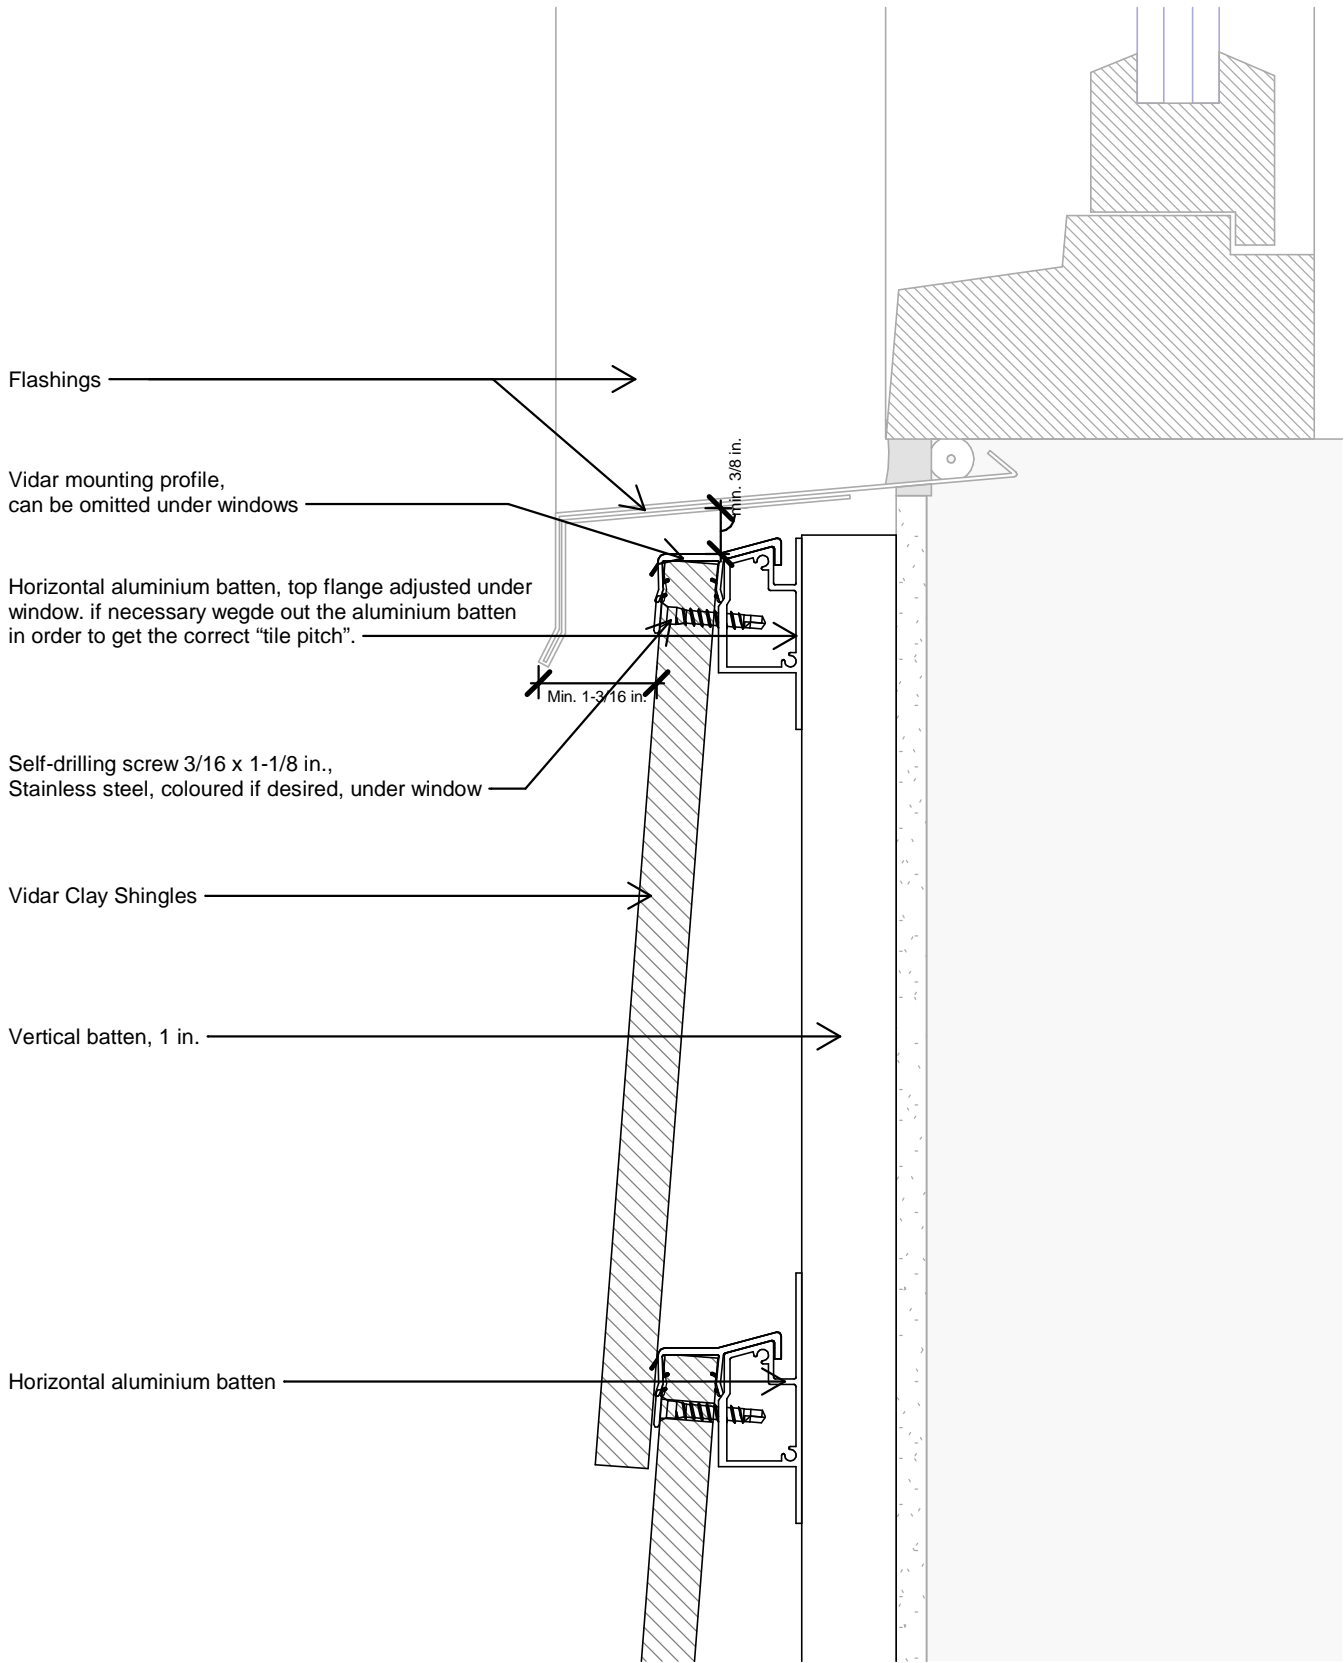 Flashings
min. 3/8 in.
Vidar mounting profile,
can be omitted under windows
Horizontal aluminium batten, top flange adjusted under
window. if necessary wegde out the aluminium batten
in order to get the correct “tile pitch”.
Min. 1-3/16 in.
Self-drilling screw 3/16 x 1-1/8 in.,
Stainless steel, coloured if desired, under window
Vidar Clay Shingles
Vertical batten, 1 in.
Horizontal aluminium batten